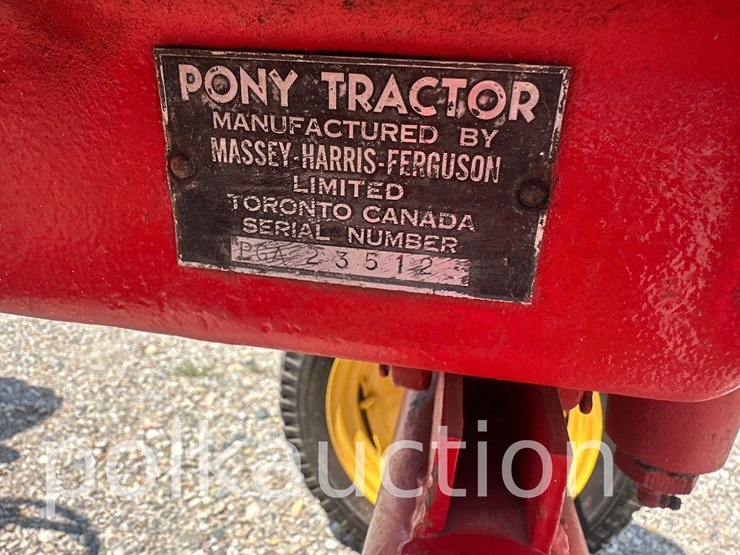 PONY TRACTOR
MANUFACTURED BY
MASSEY-HARRIS-FERGUSON
LIMITED
TORONTO CANADA
SERIAL NUMBER
PGA 23512
polkauction